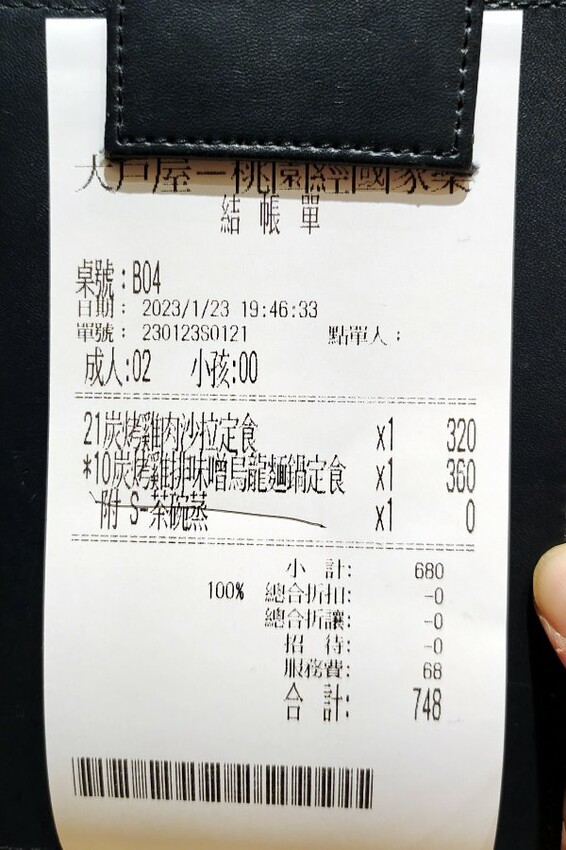 大戶屋-桃園經國家樂
結 帳 單
桌號:B04
日期: 2023/1/23 19:46:33
單號: 230123S0121 點單人:
成人:02 小孩:00
21炭烤雞肉沙拉定食 x1 320
*10炭烤雞排味噌烏龍麵鍋定食 x1 360
附 S-茶碗蒸 x1 0
小 計: 680
100% 總合折扣: -0
總合折讓: -0
招 待: -0
服務費: 68
合 計: 748